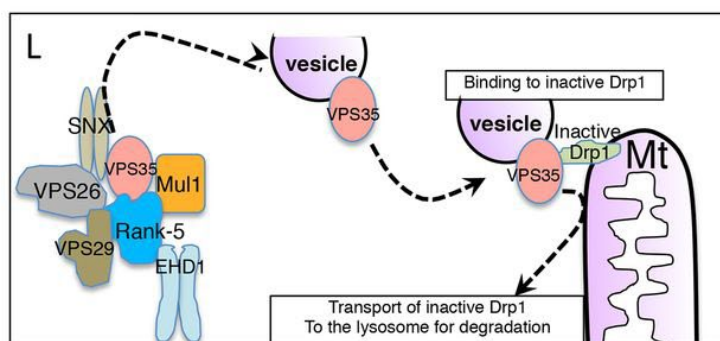 L
vesicle
VPS35
Binding to inactive Drp1
vesicle
Inactive
Drp1
VPS35
Mt
SNX
VPS35
Mul1
VPS26
Rank-5
VPS29
EHD1
Transport of inactive Drp1
To the lysosome for degradation